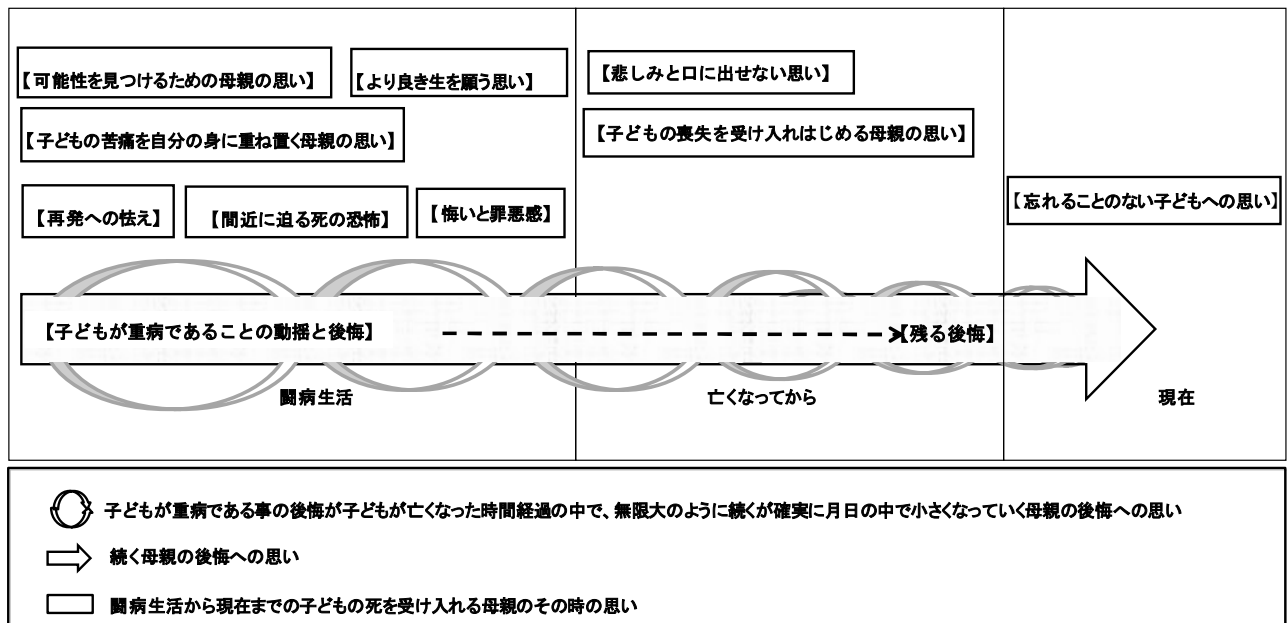 【可能性を見つけるための母親の思い】
【より良き生を願う思い】
【子どもの苦痛を自分の身に重ね置く母親の思い】
【再発への怯え】
【間近に迫る死の恐怖】
【悔いと罪悪感】
【悲しみと口に出せない思い】
【子どもの喪失を受け入れはじめる母親の思い】
【忘れることのない子どもへの思い】
【子どもが重病であることの動揺と後悔】
【残る後悔】
闘病生活
亡くなってから
現在
子どもが重病である事の後悔が子どもが亡くなった時間経過の中で、無限大のように続くが確実に月日の中で小さくなっていく母親の後悔への思い
続く母親の後悔への思い
闘病生活から現在までの子どもの死を受け入れる母親のその時の思い